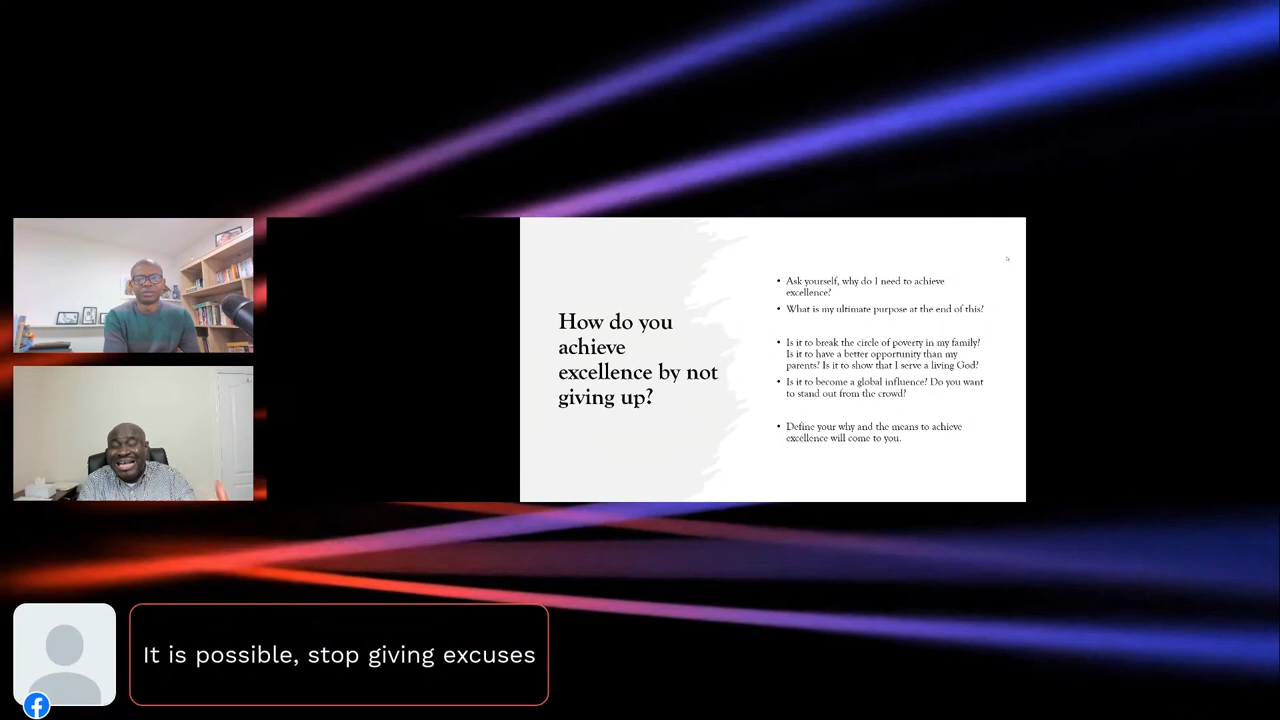 How do you
achieve
excellence by not
giving up?
• Ask yourself, why do I need to achieve
excellence?
• What is my ultimate purpose at the end of this?
• Is it to break the circle of poverty in my family?
Is it to have a better opportunity than my
parents? Is it to show that I serve a living God?
• Is it to become a global influence? Do you want
to stand out from the crowd?
• Define your why and the means to achieve
excellence will come to you.
It is possible, stop giving excuses